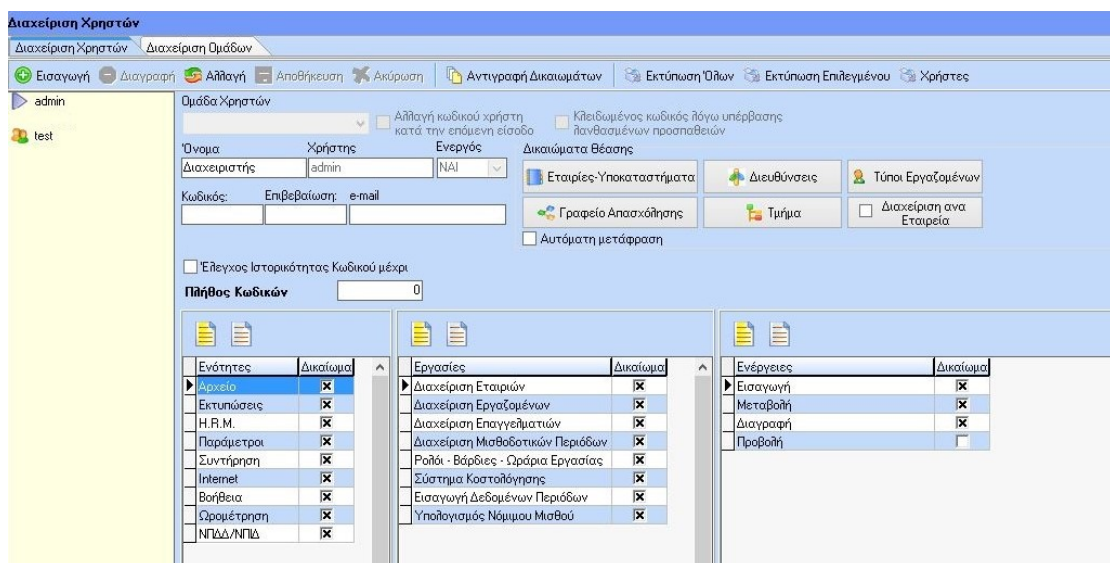 Διαχείριση Χρηστών
Διαχείριση Χρηστών Διαχείριση Ομάδων
Εισαγωγή Διαγραφή Αλλαγή Αποθήκευση Ακύρωση Αντιγραφή Δικαιωμάτων Εκτύπωση Όλων Εκτύπωση Επιλεγμένου Χρήστες
admin
test
Ομάδα Χρηστών
Αλλαγή κωδικού χρήστη
κατά την επόμενη είσοδο
Κλειδωμένος κωδικός λόγω υπέρβασης
λανθασμένων προσπαθειών
Όνομα Χρήστης Ενεργός
Διαχειριστής admin ΝΑΙ
Κωδικός: Επιβεβαίωση: e-mail
Δικαιώματα θέασης
Εταιρίες-Υποκαταστήματα Διευθύνσεις Τύποι Εργαζομένων
Γραφείο Απασχόλησης Τμήμα Διαχείριση ανα
Εταιρεία
Αυτόματη μετάφραση
Έλεγχος Ιστορικότητας Κωδικού μέχρι
Πλήθος Κωδικών 0
Ενότητες Δικαίωμα
Αρχείο
Εκτυπώσεις
H.R.M.
Παράμετροι
Συντήρηση
Internet
Βοήθεια
Ωρομέτρηση
ΝΠΔΔ/ΝΠΙΔ
Εργασίες Δικαίωμα
Διαχείριση Εταιριών
Διαχείριση Εργαζομένων
Διαχείριση Επαγγελματιών
Διαχείριση Μισθοδοτικών Περιόδων
Ρολόι - Βάρδιες - Ωράρια Εργασίας
Σύστημα Κοστολόγησης
Εισαγωγή Δεδομένων Περιόδων
Υπολογισμός Νόμιμου Μισθού
Ενέργειες Δικαίωμα
Εισαγωγή
Μεταβολή
Διαγραφή
Προβολή